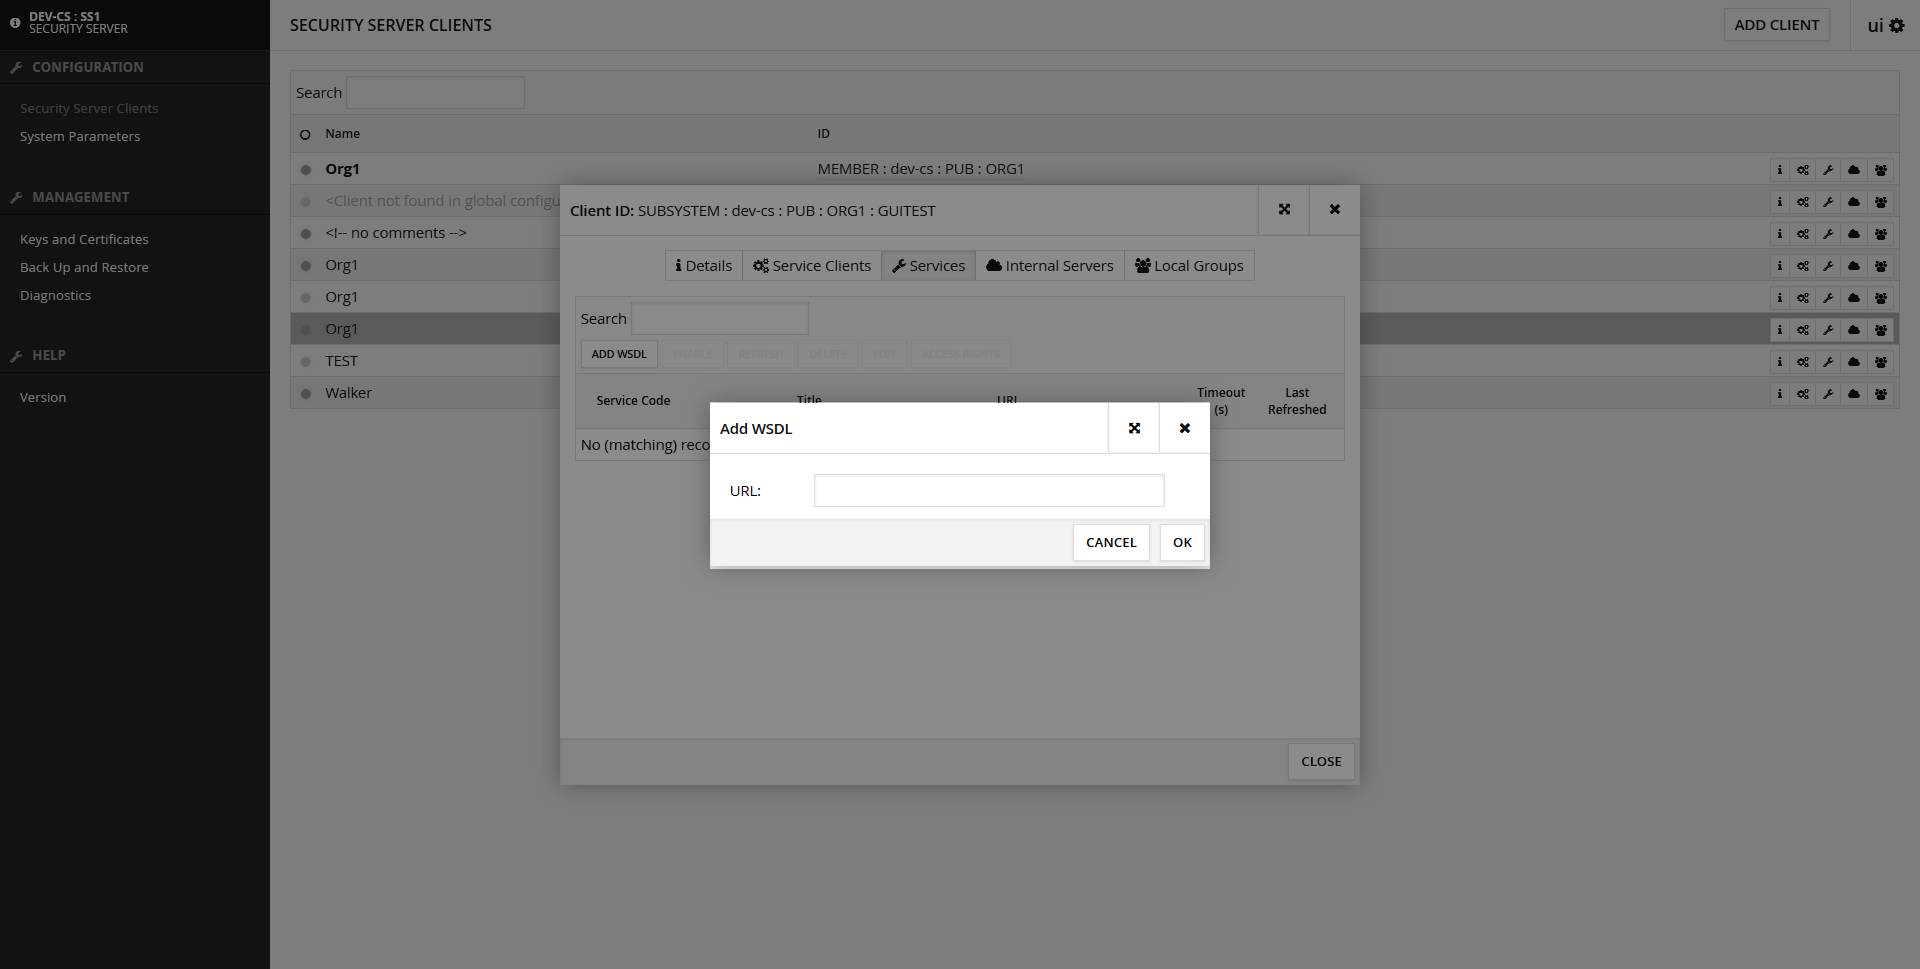 DEV-CS : SS1
SECURITY SERVER
CONFIGURATION
Security Server Clients
System Parameters
MANAGEMENT
Keys and Certificates
Back Up and Restore
Diagnostics
HELP
Version
SECURITY SERVER CLIENTS
ADD CLIENT
ui
Search
Name ID
Org1 MEMBER : dev-cs : PUB : ORG1
<Client not found in global configu
<!-- no comments -->
Org1
Org1
Org1
TEST
Walker
Client ID: SUBSYSTEM : dev-cs : PUB : ORG1 : GUITEST
Details Service Clients Services Internal Servers Local Groups
Search
ADD WSDL ENABLE REFRESH DELETE EDIT ACCESS RIGHTS
Service Code Title URL Timeout (s) Last Refreshed
No (matching) reco
Add WSDL
URL:
CANCEL OK
CLOSE